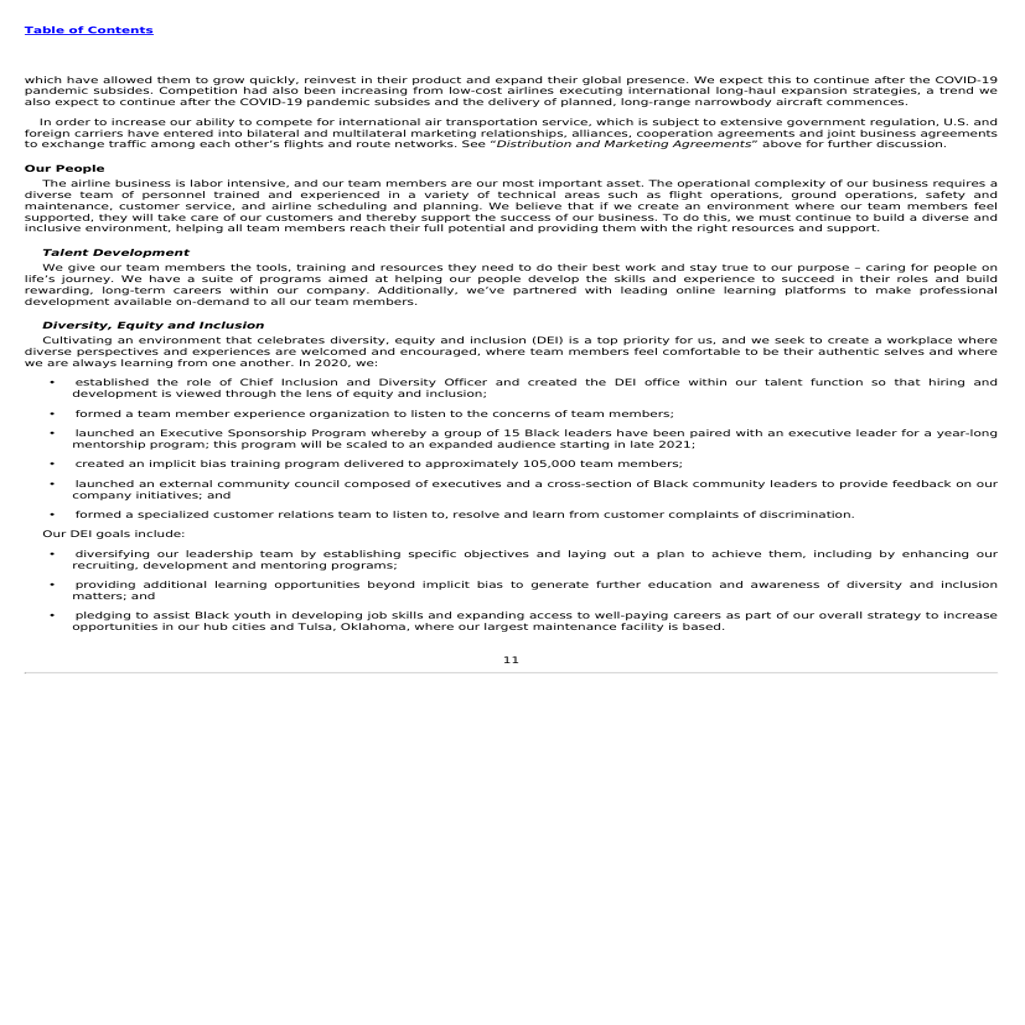 Table of Contents
which have allowed them to grow quickly, reinvest in their product and expand their global presence. We expect this to continue after the COVID-19
pandemic subsides. Competition had also been increasing from low-cost airlines executing international long-haul expansion strategies, a trend we
also expect to continue after the COVID-19 pandemic subsides and the delivery of planned, long-range narrowbody aircraft commences.
In order to increase our ability to compete for international air transportation service, which is subject to extensive government regulation, U.S. and
foreign carriers have entered into bilateral and multilateral marketing relationships, alliances, cooperation agreements and joint business agreements
to exchange traffic among each other’s flights and route networks. See “Distribution and Marketing Agreements” above for further discussion.
Our People
The airline business is labor intensive, and our team members are our most important asset. The operational complexity of our business requires a
diverse team of personnel trained and experienced in a variety of technical areas such as flight operations, ground operations, safety and
maintenance, customer service, and airline scheduling and planning. We believe that if we create an environment where our team members feel
supported, they will take care of our customers and thereby support the success of our business. To do this, we must continue to build a diverse and
inclusive environment, helping all team members reach their full potential and providing them with the right resources and support.
Talent Development
We give our team members the tools, training and resources they need to do their best work and stay true to our purpose – caring for people on
life’s journey. We have a suite of programs aimed at helping our people develop the skills and experience to succeed in their roles and build
rewarding, long-term careers within our company. Additionally, we’ve partnered with leading online learning platforms to make professional
development available on-demand to all our team members.
Diversity, Equity and Inclusion
Cultivating an environment that celebrates diversity, equity and inclusion (DEI) is a top priority for us, and we seek to create a workplace where
diverse perspectives and experiences are welcomed and encouraged, where team members feel comfortable to be their authentic selves and where
we are always learning from one another. In 2020, we:
• established the role of Chief Inclusion and Diversity Officer and created the DEI office within our talent function so that hiring and
development is viewed through the lens of equity and inclusion;
• formed a team member experience organization to listen to the concerns of team members;
• launched an Executive Sponsorship Program whereby a group of 15 Black leaders have been paired with an executive leader for a year-long
mentorship program; this program will be scaled to an expanded audience starting in late 2021;
• created an implicit bias training program delivered to approximately 105,000 team members;
• launched an external community council composed of executives and a cross-section of Black community leaders to provide feedback on our
company initiatives; and
• formed a specialized customer relations team to listen to, resolve and learn from customer complaints of discrimination.
Our DEI goals include:
• diversifying our leadership team by establishing specific objectives and laying out a plan to achieve them, including by enhancing our
recruiting, development and mentoring programs;
• providing additional learning opportunities beyond implicit bias to generate further education and awareness of diversity and inclusion
matters; and
• pledging to assist Black youth in developing job skills and expanding access to well-paying careers as part of our overall strategy to increase
opportunities in our hub cities and Tulsa, Oklahoma, where our largest maintenance facility is based.
11